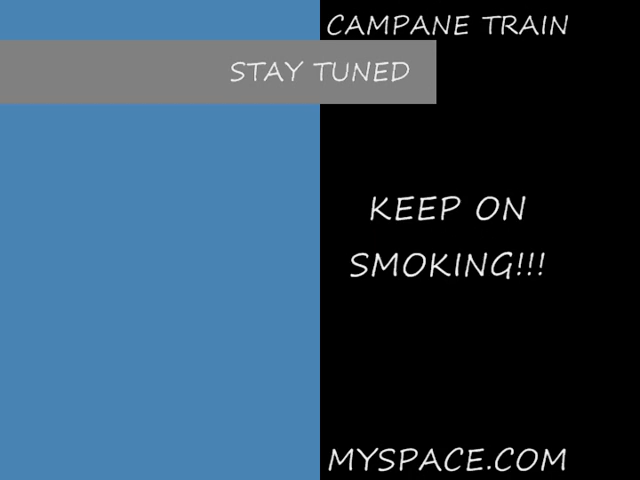 CAMPANE TRAIN
STAY TUNED
KEEP ON
SMOKING!!!
MYSPACE.COM